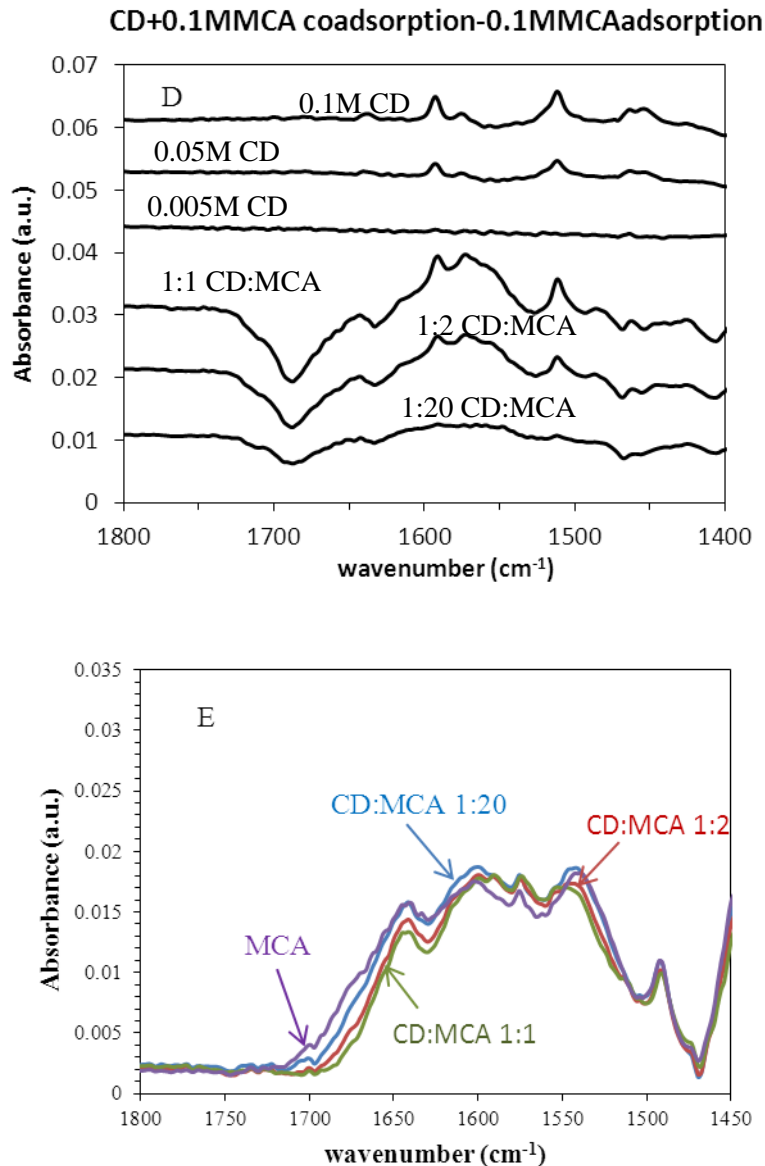 CD+0.1MMCA coadsorption-0.1MMCAadsorption
0.07
0.06
0.05
0.04
0.03
0.02
0.01
0
Absorbance (a.u.)
D
0.1M CD
0.05M CD
0.005M CD
1:1 CD:MCA
1:2 CD:MCA
1:20 CD:MCA
1800 1700 1600 1500 1400
wavenumber (cm-1)
0.035
0.03
0.025
0.02
0.015
0.01
0.005
0
Absorbance (a.u.)
E
CD:MCA 1:20
CD:MCA 1:2
MCA
CD:MCA 1:1
1800 1750 1700 1650 1600 1550 1500 1450
wavenumber (cm-1)